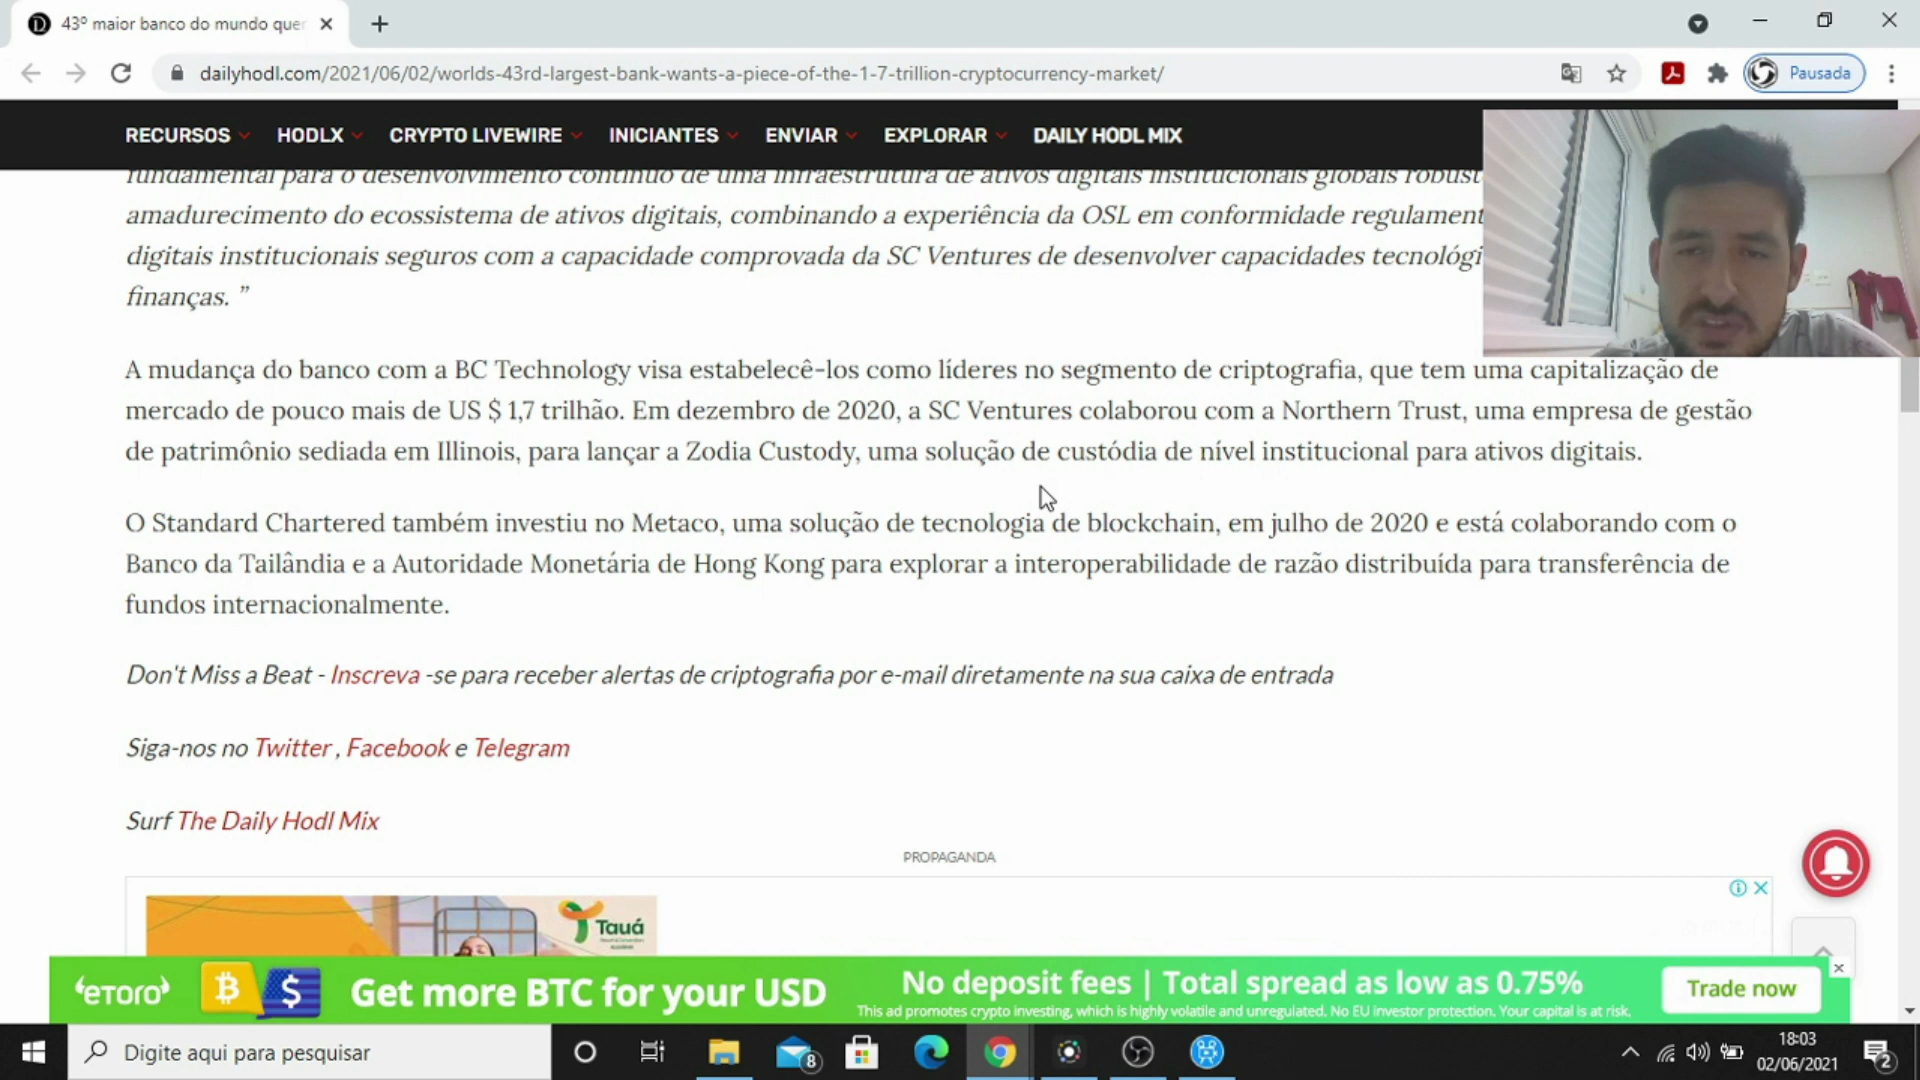 43º maior banco do mundo quer
dailyhodl.com/2021/06/02/worlds-43rd-largest-bank-wants-a-piece-of-the-1-7-trillion-cryptocurrency-market/
Pausada
RECURSOS HODLX CRYPTO LIVEWIRE INICIANTES ENVIAR EXPLORAR DAILY HODL MIX
fundamental para o desenvolvimento contínuo de uma infraestrutura de ativos digitais institucionais globais robust
amadurecimento do ecossistema de ativos digitais, combinando a experiência da OSL em conformidade regulament
digitais institucionais seguros com a capacidade comprovada da SC Ventures de desenvolver capacidades tecnológi
finanças. ”
A mudança do banco com a BC Technology visa estabelecê-los como líderes no segmento de criptografia, que tem uma capitalização de
mercado de pouco mais de US $ 1,7 trilhão. Em dezembro de 2020, a SC Ventures colaborou com a Northern Trust, uma empresa de gestão
de patrimônio sediada em Illinois, para lançar a Zodia Custody, uma solução de custódia de nível institucional para ativos digitais.
O Standard Chartered também investiu no Metaco, uma solução de tecnologia de blockchain, em julho de 2020 e está colaborando com o
Banco da Tailândia e a Autoridade Monetária de Hong Kong para explorar a interoperabilidade de razão distribuída para transferência de
fundos internacionalmente.
Don't Miss a Beat - Inscreva -se para receber alertas de criptografia por e-mail diretamente na sua caixa de entrada
Siga-nos no Twitter , Facebook e Telegram
Surf The Daily Hodl Mix
PROPAGANDA
Tauá
eToro
Get more BTC for your USD
No deposit fees | Total spread as low as 0.75%
This ad promotes crypto investing, which is highly volatile and unregulated. No EU investor protection. Your capital is at risk.
Trade now
Digite aqui para pesquisar
8
18:03
02/06/2021
2